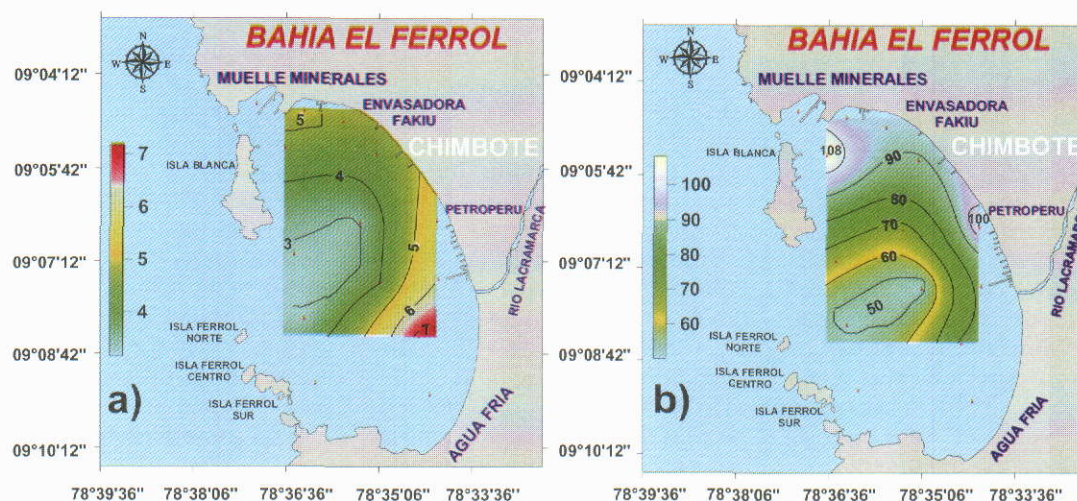 BAHIA EL FERROL
N
W E
S
MUELLE MINERALES
ENVASADORA
FAKIU
CHIMBOTE
ISLA BLANCA
PETROPERU
RIO LACRAMARCA
ISLA FERROL
NORTE
ISLA FERROL
CENTRO
ISLA FERROL
SUR
AGUA FRIA
a)
5
4
3
5
6
7
7
6
5
4
09°04'12"
09°05'42"
09°07'12"
09°08'42"
09°10'12"
78°39'36"
78°38'06"
78°36'36"
78°35'06"
78°33'36"
BAHIA EL FERROL
N
W E
S
MUELLE MINERALES
ENVASADORA
FAKIU
CHIMBOTE
ISLA BLANCA
PETROPERU
RIO LACRAMARCA
ISLA FERROL
NORTE
ISLA FERROL
CENTRO
ISLA FERROL
SUR
AGUA FRIA
b)
108
90
80
100
70
60
50
100
90
80
70
60
09°04'12"
09°05'42"
09°07'12"
09°08'42"
09°10'12"
78°39'36"
78°38'06"
78°36'36"
78°35'06"
78°33'36"